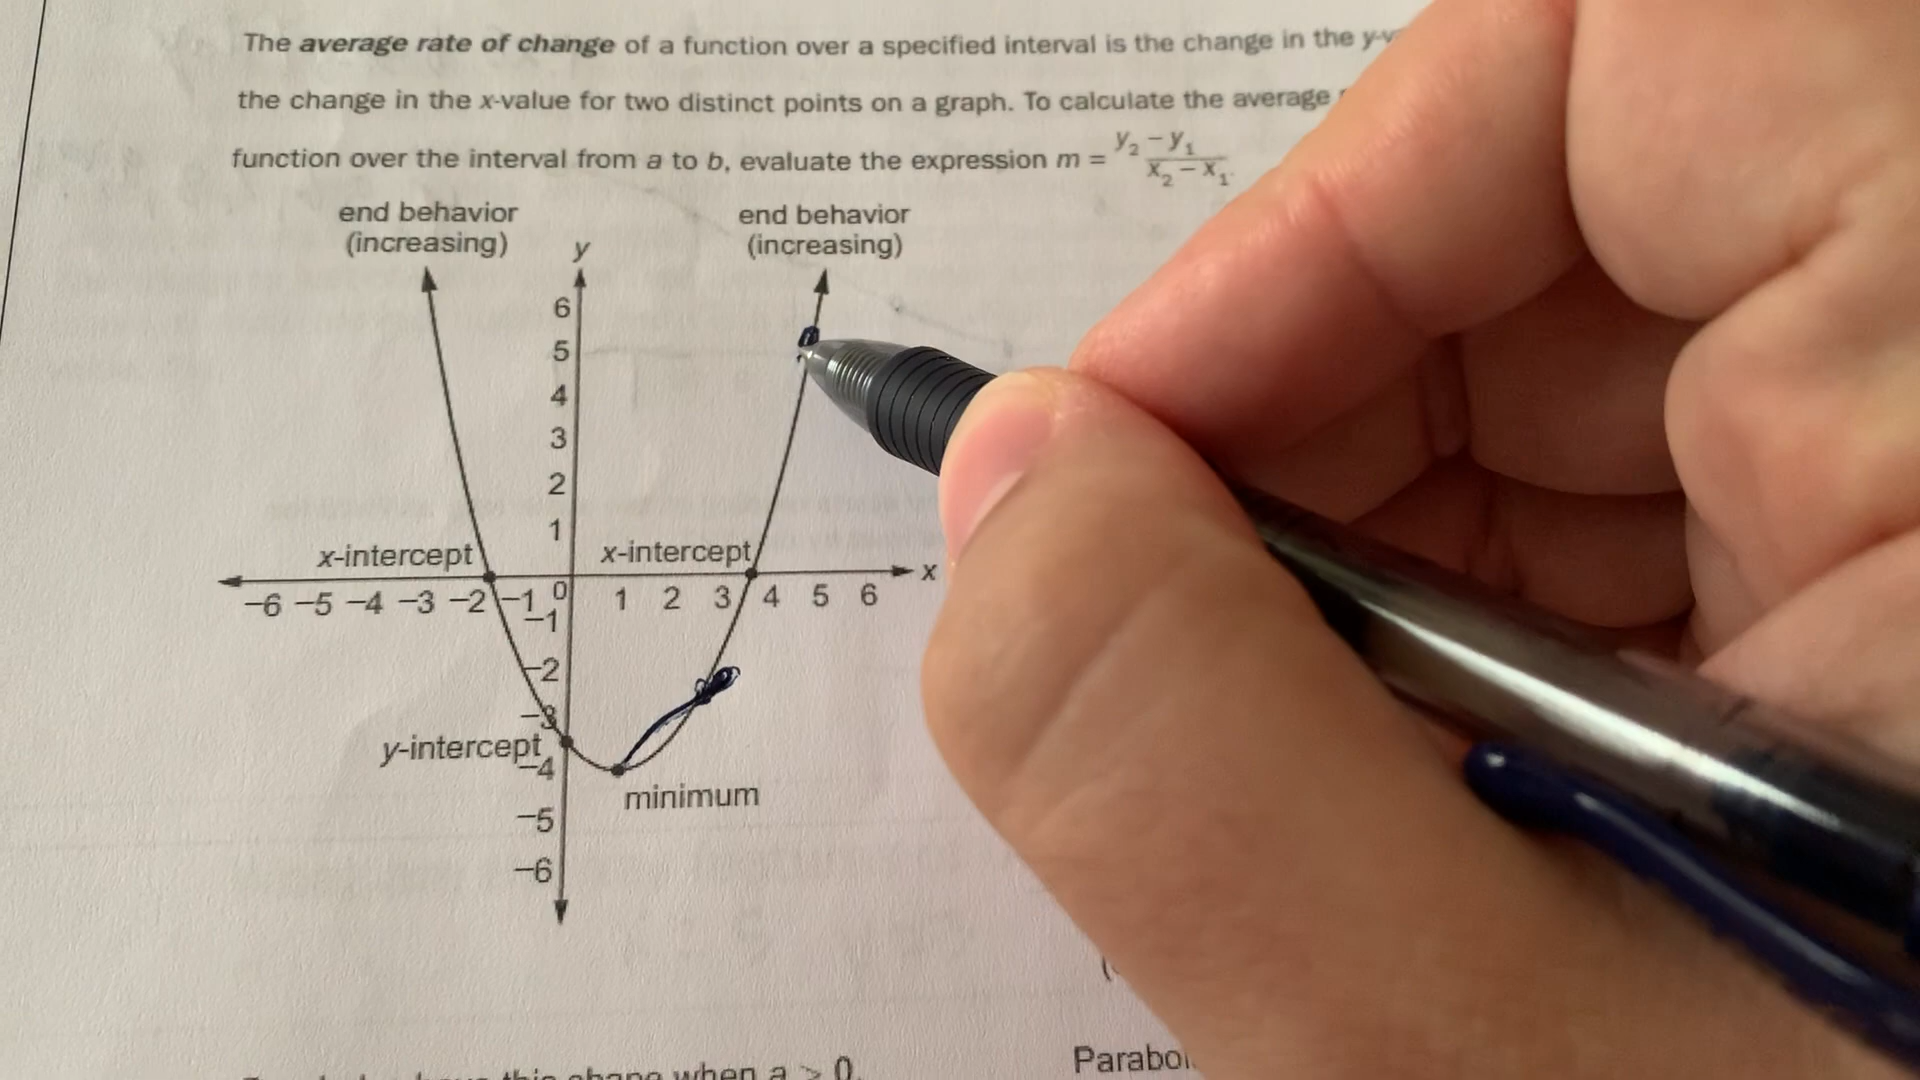 The average rate of change of a function over a specified interval is the change in the
the change in the x-value for two distinct points on a graph. To calculate the average
function over the interval from a to b, evaluate the expression m = y₂ − y₁ / x₂ − x₁.
end behavior
(increasing)
end behavior
(increasing)
y
6
5
4
3
2
1
x-intercept
x-intercept
x
−6 −5 −4 −3 −2 −1 0 1 2 3 4 5 6
−1
−2
−3
y-intercept
−4
minimum
−5
−6
when a > 0.